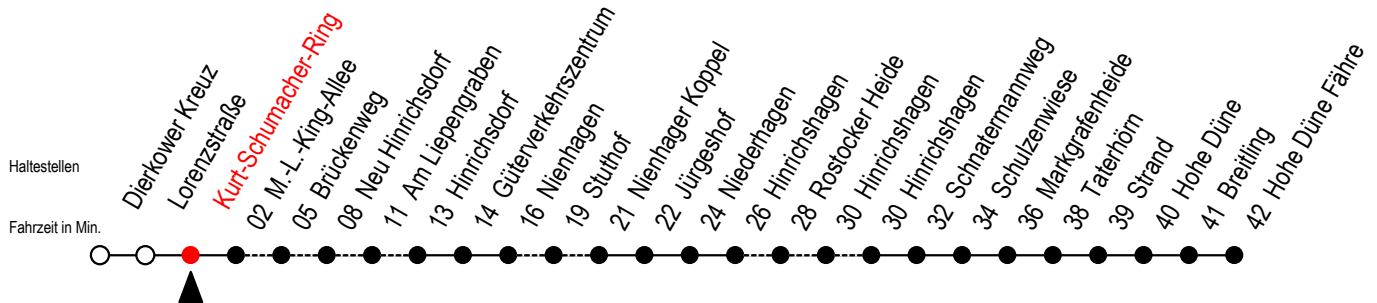 Haltestellen
Fahrzeit in Min.
Dierkower Kreuz
Lorenzstraße
Kurt-Schumacher-Ring
02 M.-L.-King-Allee
05 Brückenweg
08 Neu Hinrichsdorf
11 Am Liepengraben
13 Hinrichsdorf
14 Güterverkehrszentrum
16 Nienhagen
19 Stuthof
21 Nienhager Koppel
22 Jürgeshof
24 Niederhagen
26 Hinrichshagen
28 Rostocker Heide
30 Hinrichshagen
30 Hinrichshagen
32 Schnatermannweg
34 Schulzenwiese
36 Markgrafenheide
38 Taterhörn
39 Strand
40 Hohe Düne
41 Breitling
42 Hohe Düne Fähre